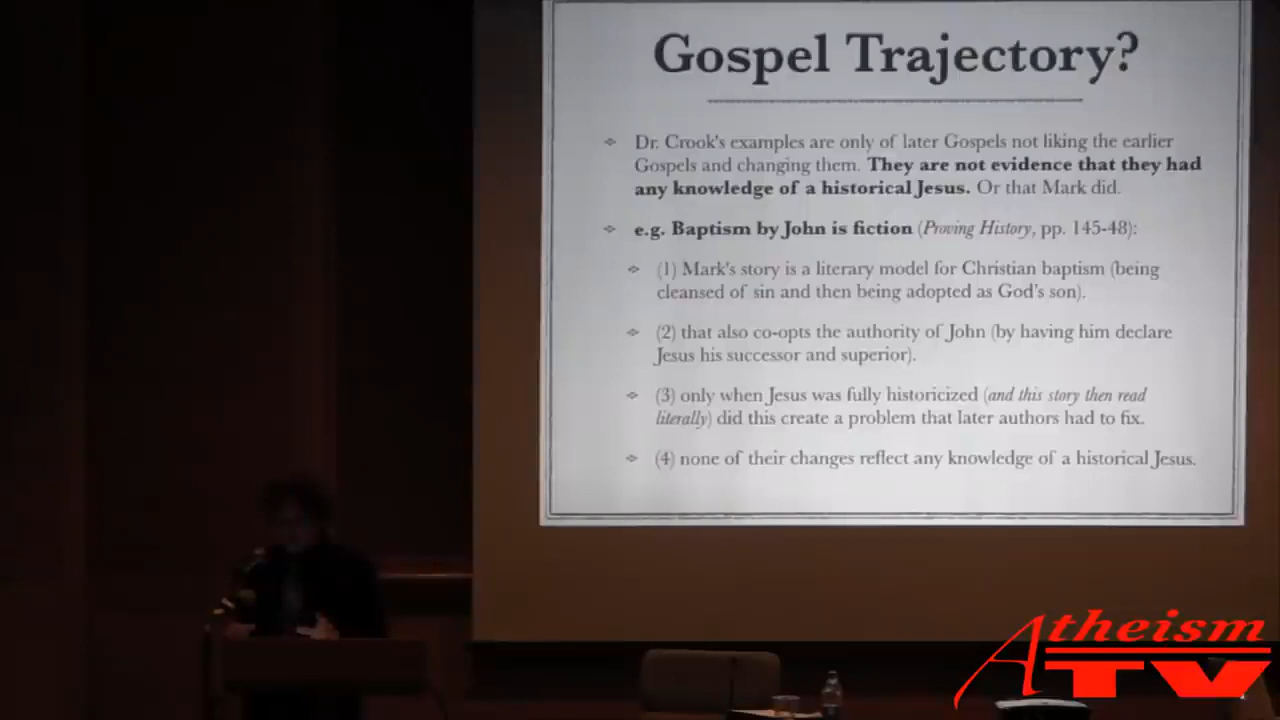 Gospel Trajectory?
Dr. Crook's examples are only of later Gospels not liking the earlier
Gospels and changing them. They are not evidence that they had
any knowledge of a historical Jesus. Or that Mark did.
e.g. Baptism by John is fiction (Proving History, pp. 145-48):
(1) Mark's story is a literary model for Christian baptism (being
cleansed of sin and then being adopted as God's son).
(2) that also co-opts the authority of John (by having him declare
Jesus his successor and superior).
(3) only when Jesus was fully historicized (and this story then read
literally) did this create a problem that later authors had to fix.
(4) none of their changes reflect any knowledge of a historical Jesus.
Atheism
TV